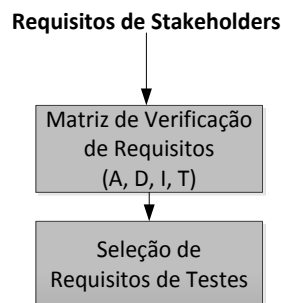 Requisitos de Stakeholders
Matriz de Verificação
de Requisitos
(A, D, I, T)
Seleção de
Requisitos de Testes